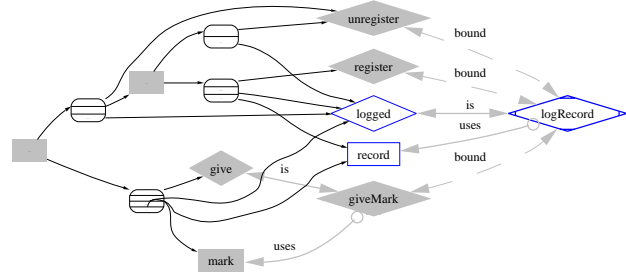 unregister
bound
register
bound
logged
is
logRecord
uses
record
bound
give
is
giveMark
uses
mark